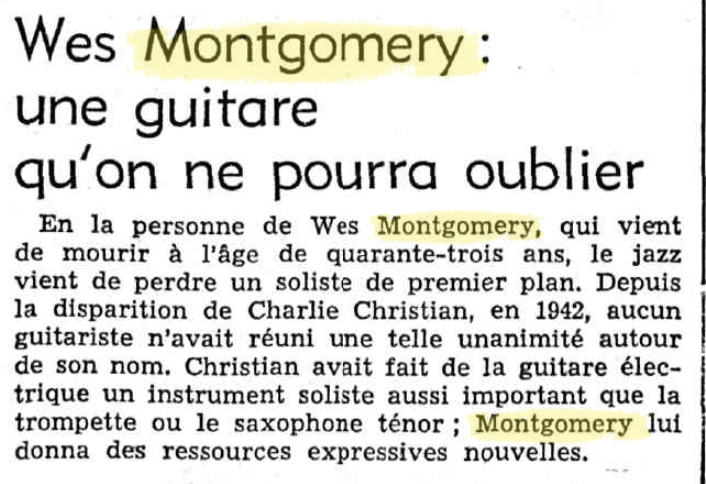 Wes Montgomery :
une guitare
qu'on ne pourra oublier
En la personne de Wes Montgomery, qui vient
de mourir à l'âge de quarante-trois ans, le jazz
vient de perdre un soliste de premier plan. Depuis
la disparition de Charlie Christian, en 1942, aucun
guitariste n'avait réuni une telle unanimité autour
de son nom. Christian avait fait de la guitare élec-
trique un instrument soliste aussi important que la
trompette ou le saxophone ténor ; Montgomery lui
donna des ressources expressives nouvelles.